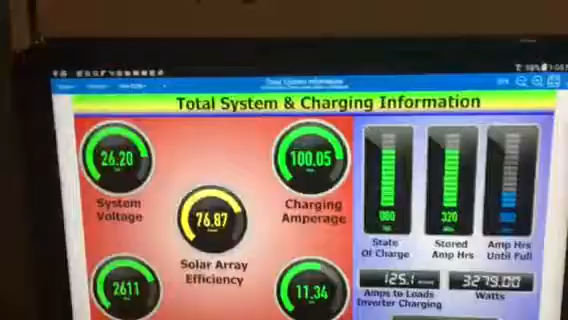 Total System & Charging Information
26.20
System
Voltage
100.05
Charging
Amperage
76.87
Solar Array
Efficiency
2611
11.34
080
State
Of Charge
320
Stored
Amp Hrs
Amp Hrs
Until Full
125.1
Amps to Loads
Inverter Charging
3279.00
Watts